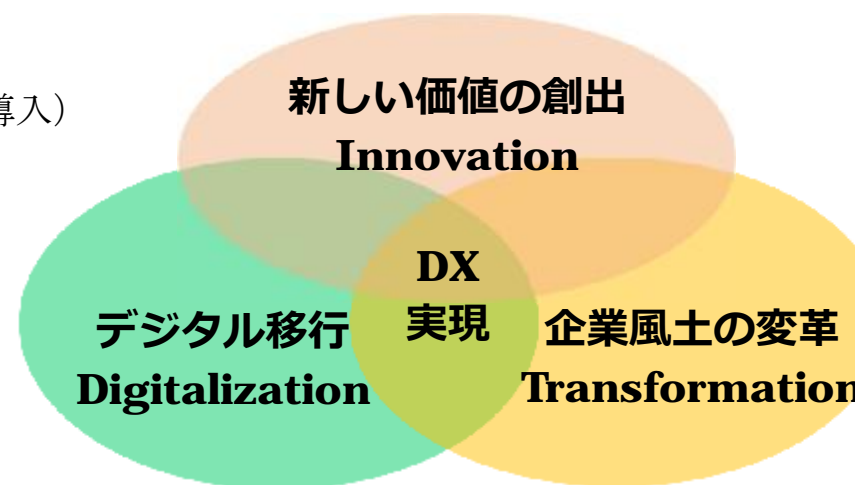 導入）
新しい価値の創出
Innovation
DX
実現
デジタル移行
Digitalization
企業風土の変革
Transformation